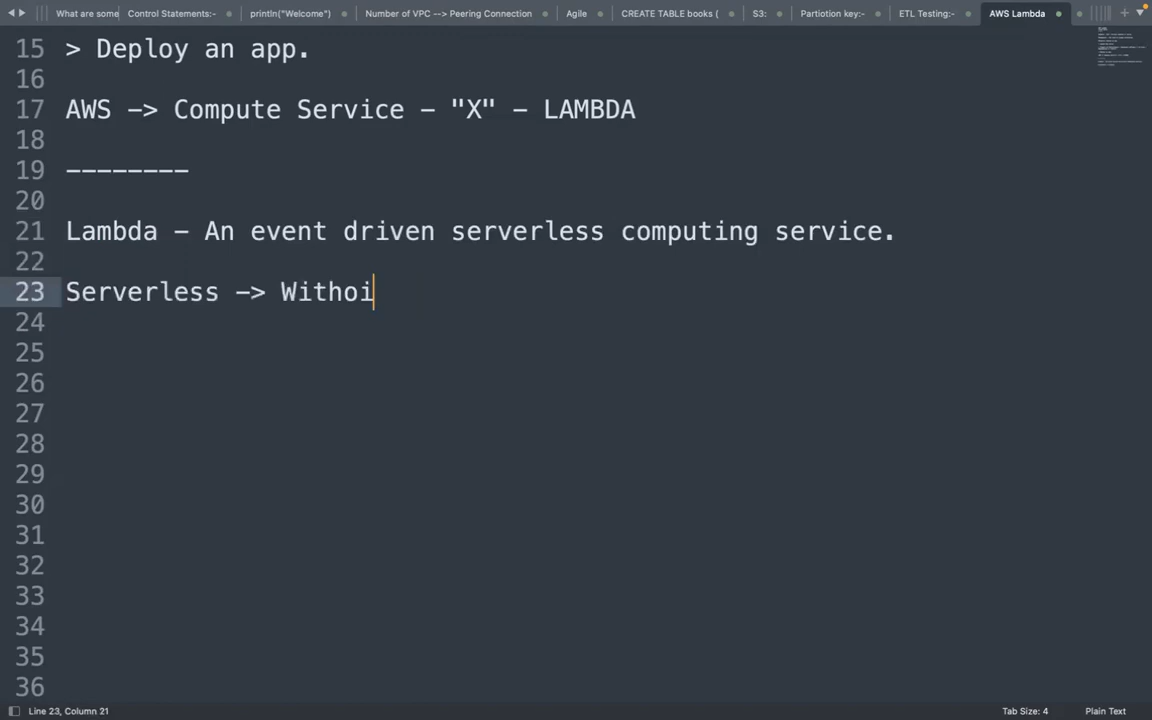 What are some
Control Statements:-
println("Welcome")
Number of VPC --> Peering Connection
Agile
CREATE TABLE books (
S3:
Partiotion key:-
ETL Testing:-
AWS Lambda
15 > Deploy an app.
16
17 AWS -> Compute Service - "X" - LAMBDA
18
19 --------
20
21 Lambda - An event driven serverless computing service.
22
23 Serverless -> Withoi
24
25
26
27
28
29
30
31
32
33
34
35
36
Line 23, Column 21
Tab Size: 4
Plain Text